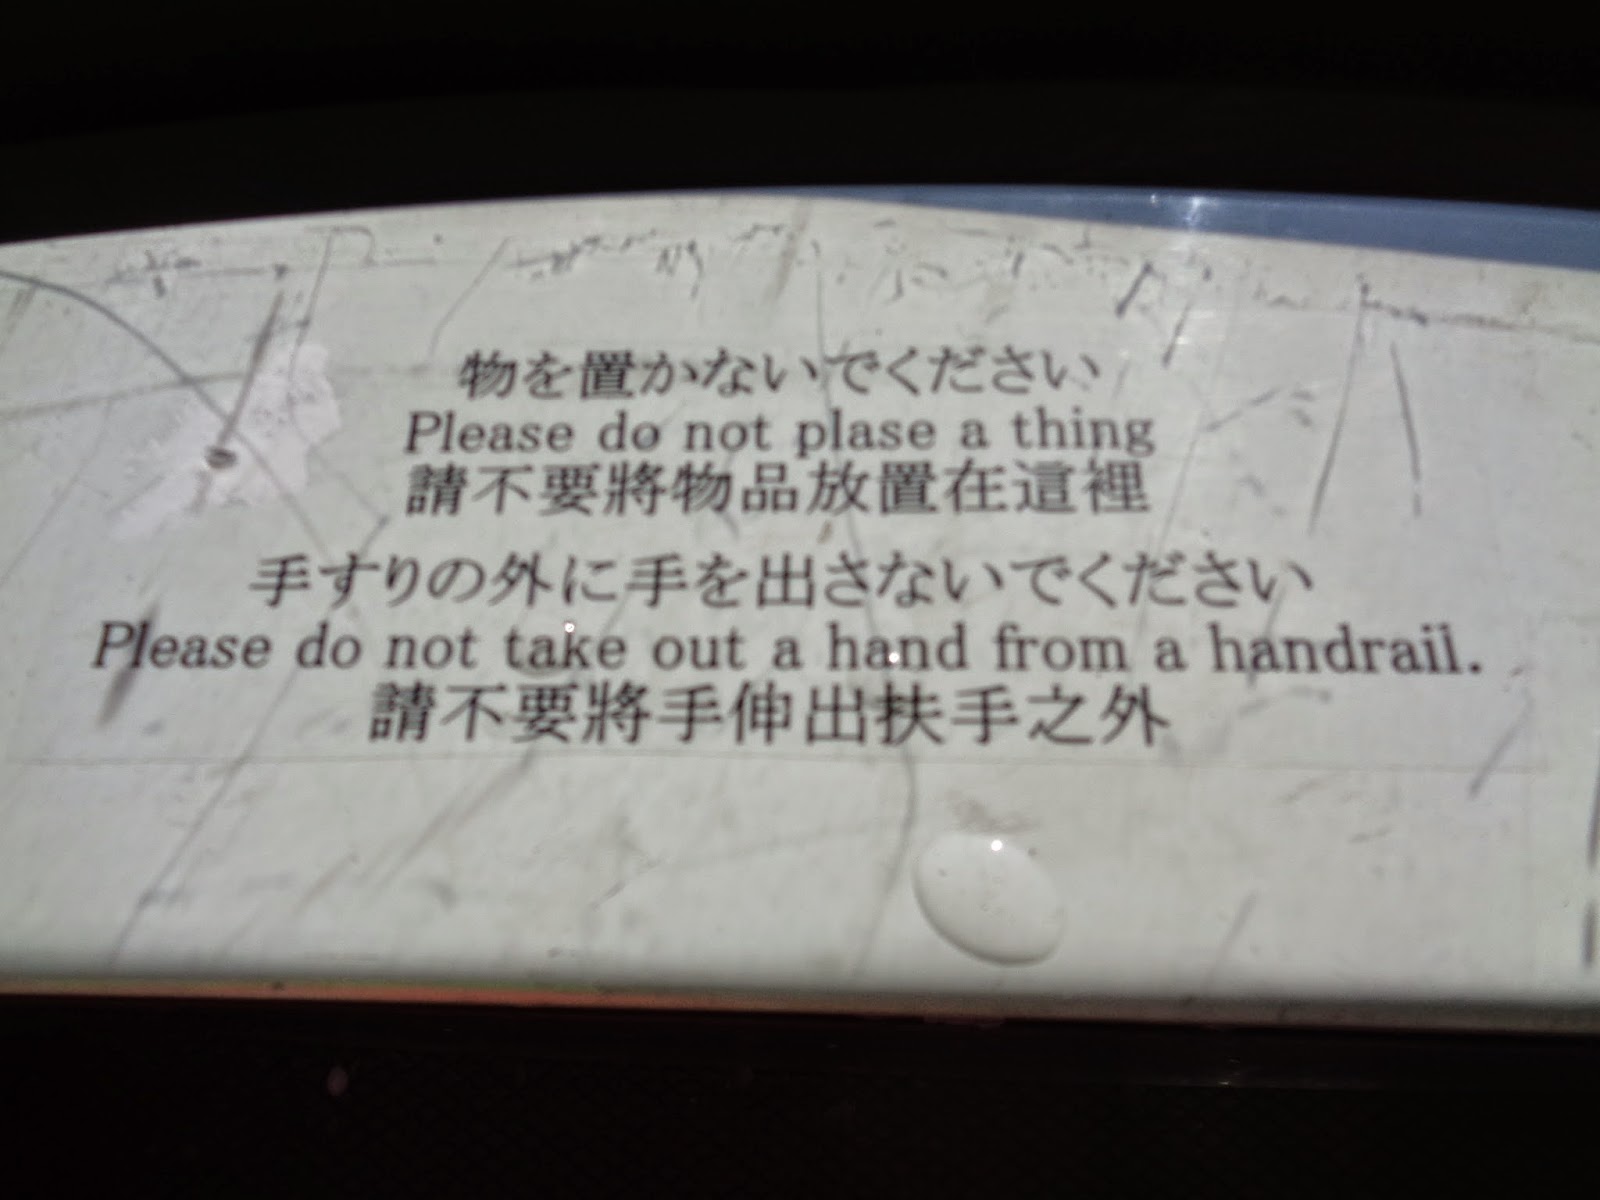 物を置かないでください
Please do not plase a thing
請不要將物品放置在這裡
手すりの外に手を出さないでください
Please do not take out a hand from a handrail.
請不要將手伸出扶手之外